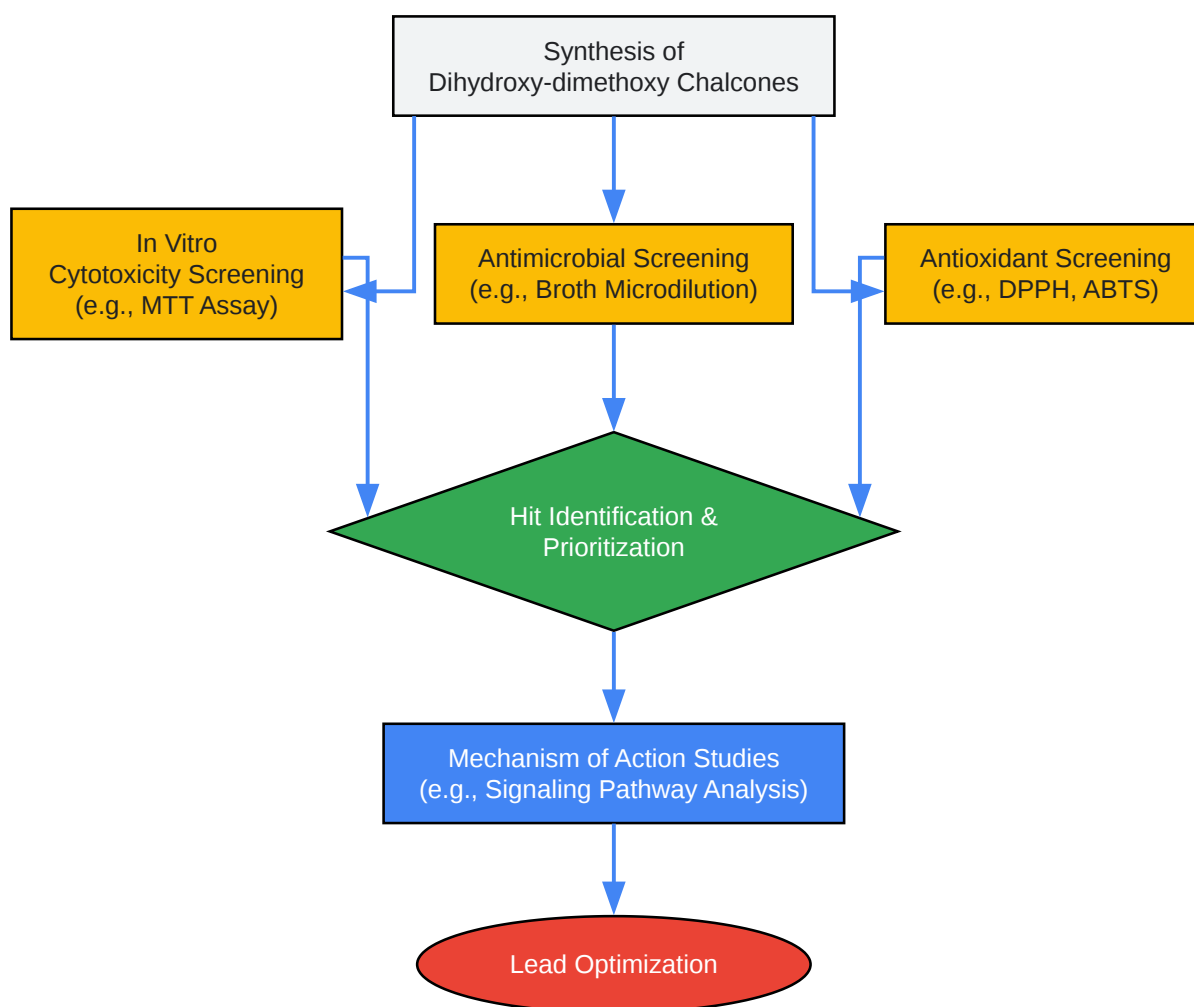 Synthesis of
Dihydroxy-dimethoxy Chalcones
In Vitro
Cytotoxicity Screening
(e.g., MTT Assay)
Antimicrobial Screening
(e.g., Broth Microdilution)
Antioxidant Screening
(e.g., DPPH, ABTS)
Hit Identification &
Prioritization
Mechanism of Action Studies
(e.g., Signaling Pathway Analysis)
Lead Optimization